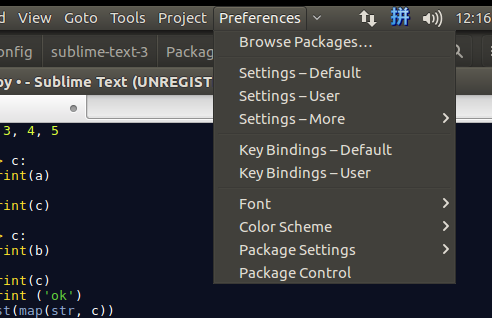 d View Goto Tools Project Preferences 拼 12:16
onfig sublime-text-3 Packag
py • - Sublime Text (UNREGIST
Browse Packages...
Settings – Default
Settings – User
Settings – More
Key Bindings – Default
Key Bindings – User
Font
Color Scheme
Package Settings
Package Control
3, 4, 5
> c:
rint(a)
rint(c)
> c:
rint(b)
rint(c)
rint ('ok')
st(map(str, c))